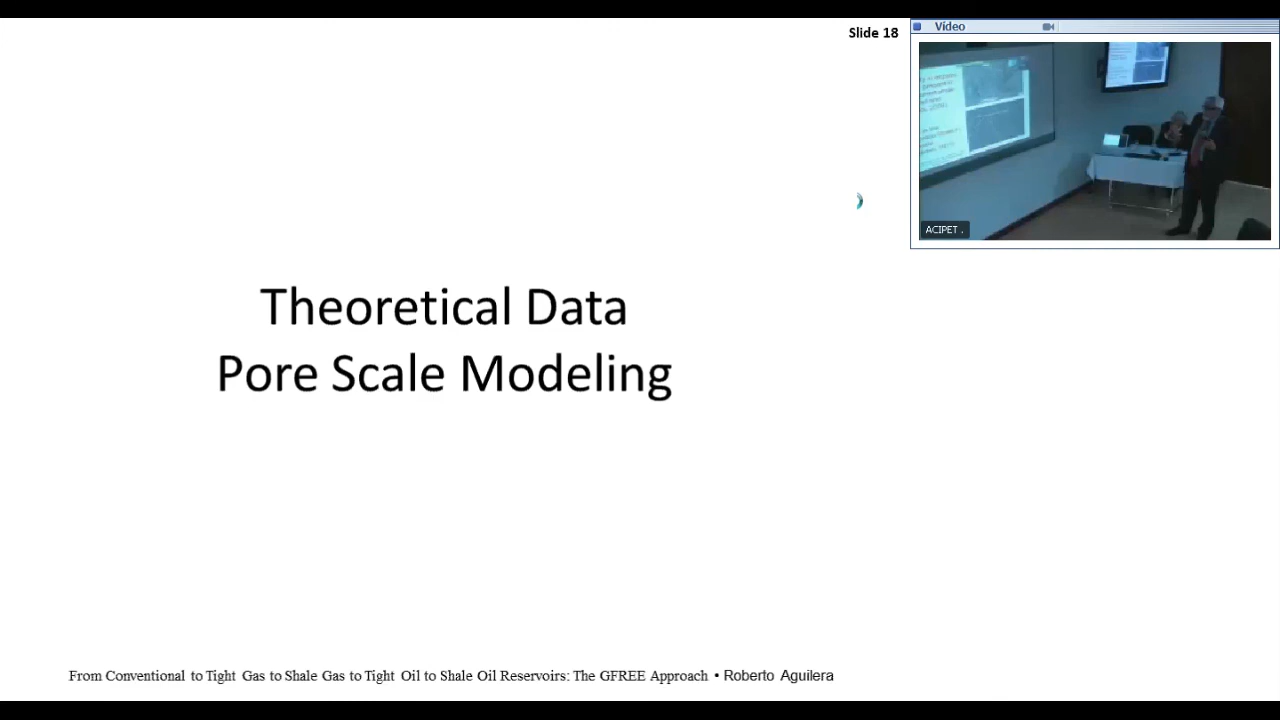 Slide 18
Vídeo
ACIPET .
Theoretical Data
Pore Scale Modeling
From Conventional to Tight Gas to Shale Gas to Tight Oil to Shale Oil Reservoirs: The GFREE Approach • Roberto Aguilera